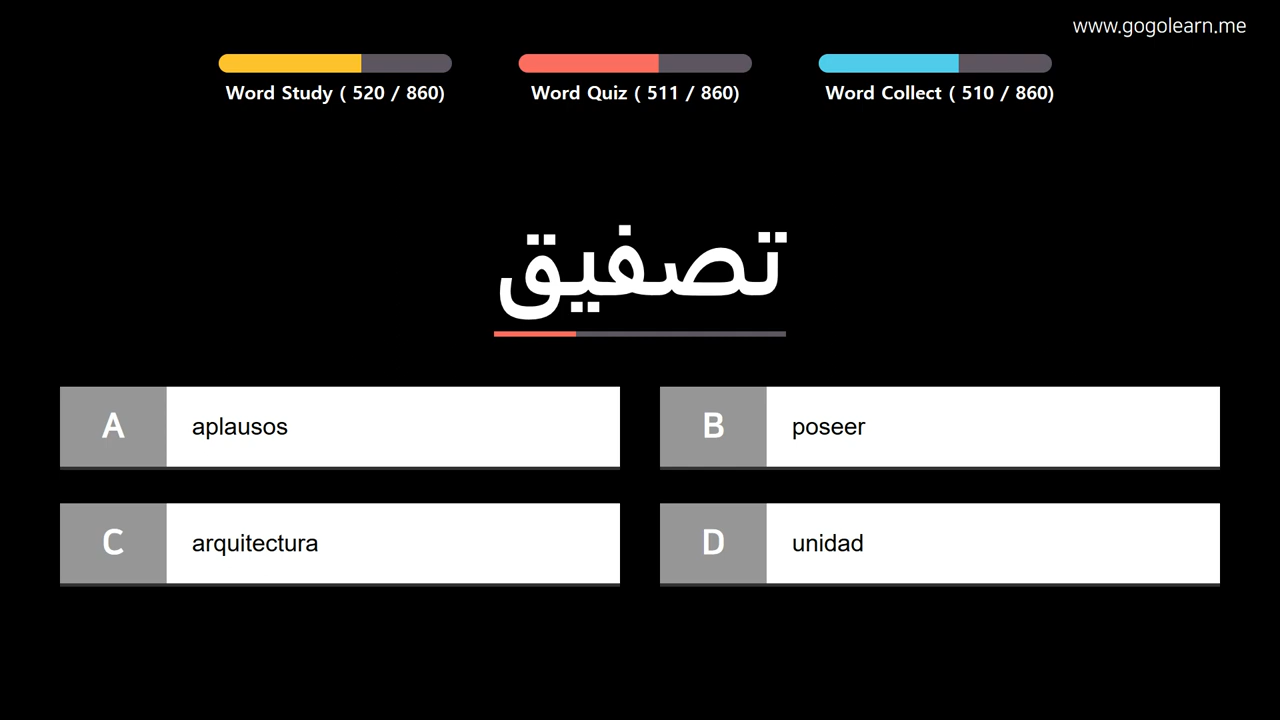 www.gogolearn.me
Word Study ( 520 / 860)
Word Quiz ( 511 / 860)
Word Collect ( 510 / 860)
تصفيق
A aplausos
B poseer
C arquitectura
D unidad